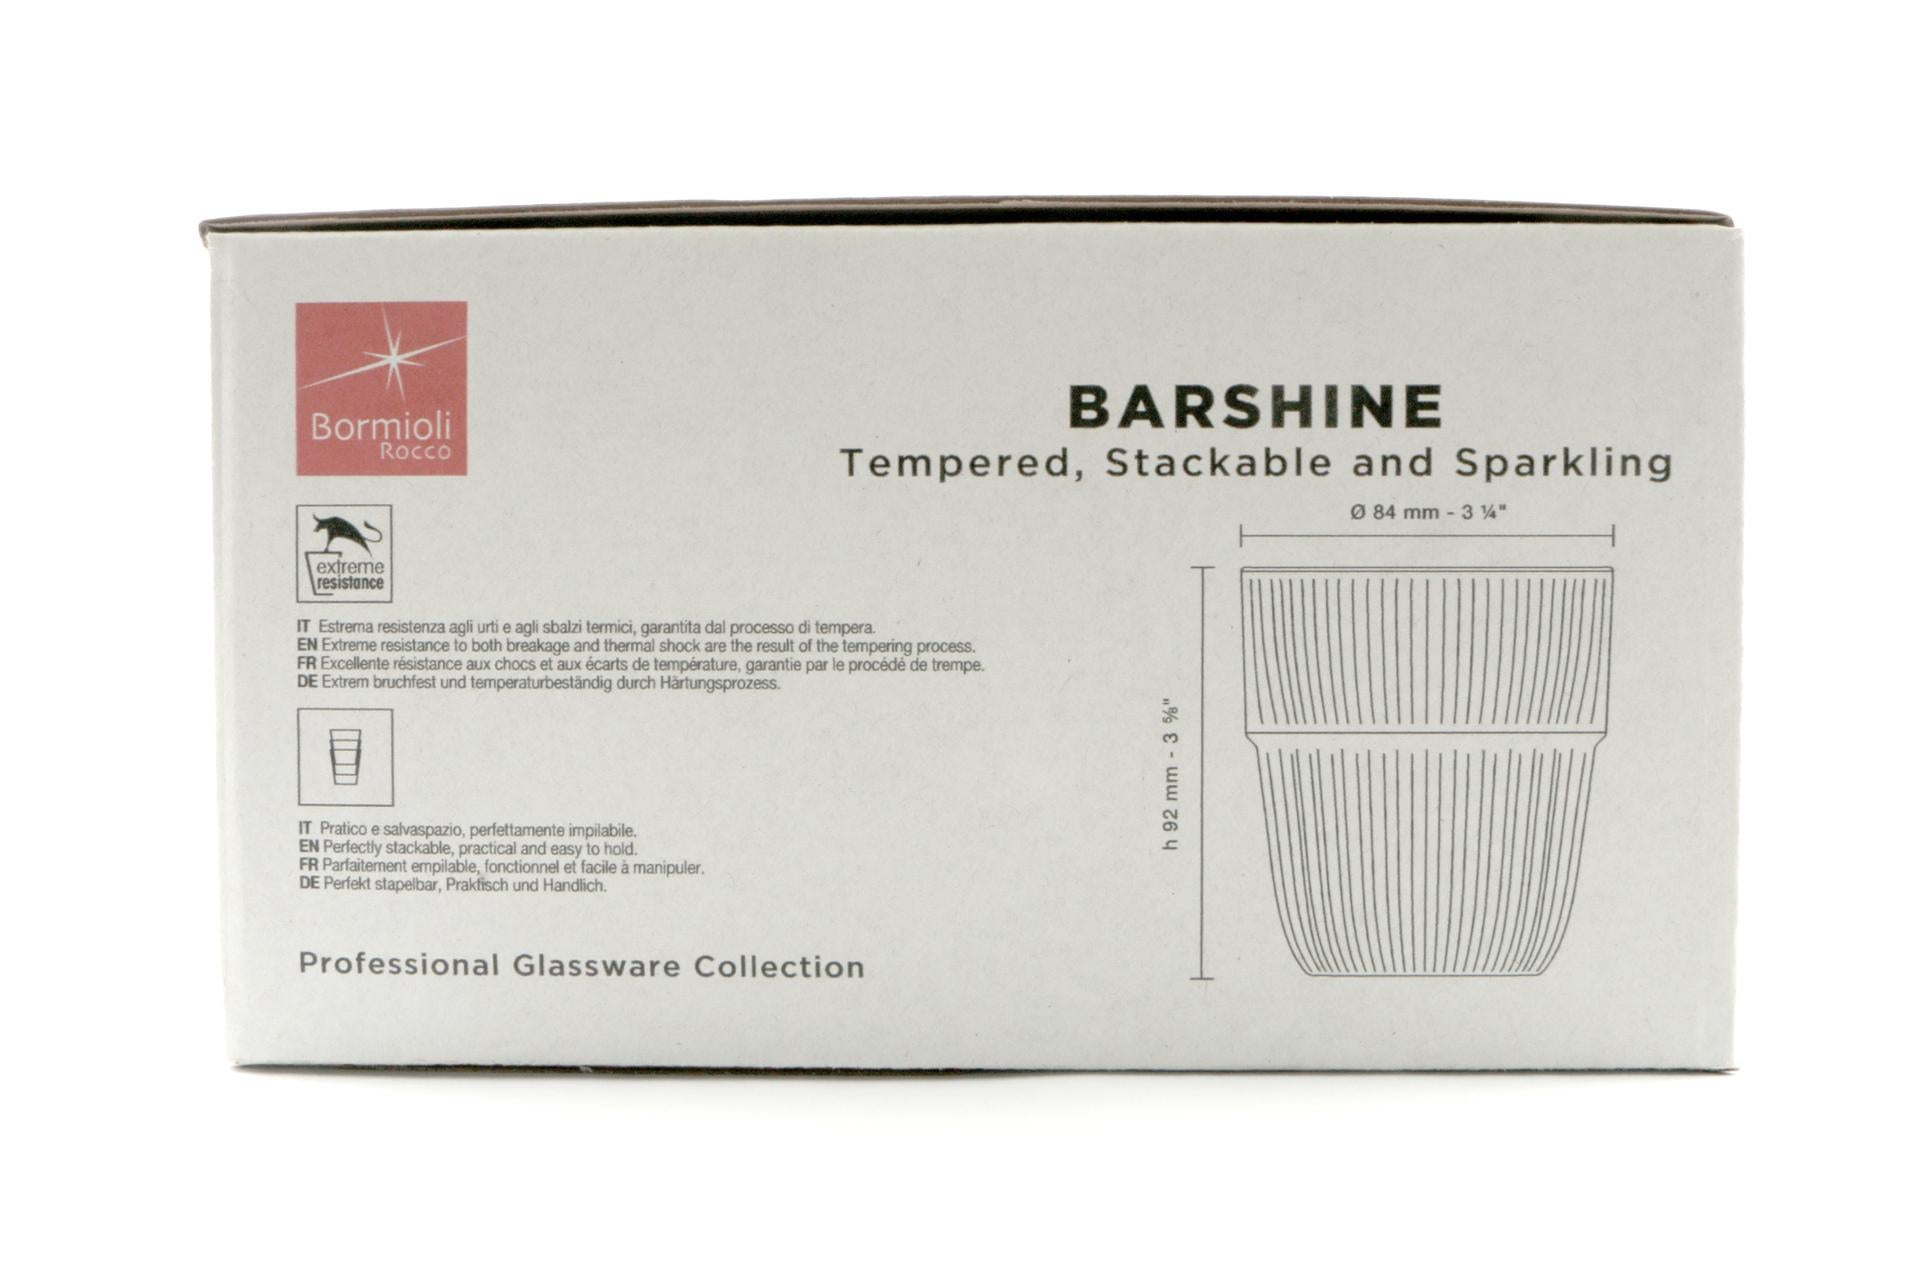 Bormioli
Rocco
BARSHINE
Tempered, Stackable and Sparkling
Ø 84 mm - 3 ¼"
h 92 mm - 3 ⅝"
extreme
resistance
IT Estrema resistenza agli urti e agli sbalzi termici, garantita dal processo di tempera.
EN Extreme resistance to both breakage and thermal shock are the result of the tempering process.
FR Excellente résistance aux chocs et aux écarts de température, garantie par le procédé de trempe.
DE Extrem bruchfest und temperaturbeständig durch Härtungsprozess.
IT Pratico e salvaspazio, perfettamente impilabile.
EN Perfectly stackable, practical and easy to hold.
FR Parfaitement empilable, fonctionnel et facile à manipuler.
DE Perfekt stapelbar, Praktisch und Handlich.
Professional Glassware Collection